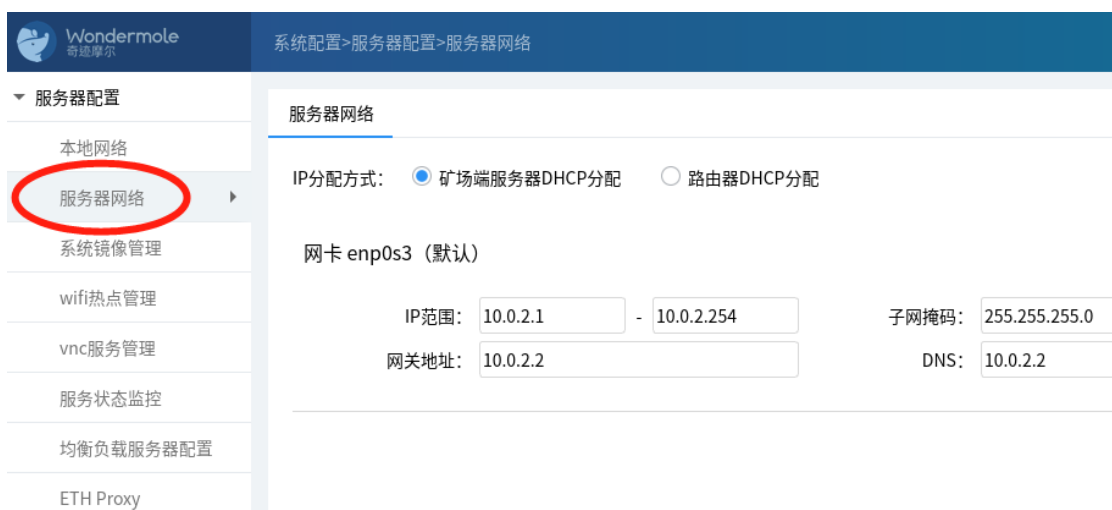 Wondermole
奇迹摩尔
系统配置>服务器配置>服务器网络
服务器配置
本地网络
服务器网络
系统镜像管理
wifi热点管理
vnc服务管理
服务状态监控
均衡负载服务器配置
ETH Proxy
服务器网络
IP分配方式： 矿场端服务器DHCP分配 路由器DHCP分配
网卡 enp0s3（默认）
IP范围： 10.0.2.1 - 10.0.2.254 子网掩码： 255.255.255.0
网关地址： 10.0.2.2 DNS： 10.0.2.2